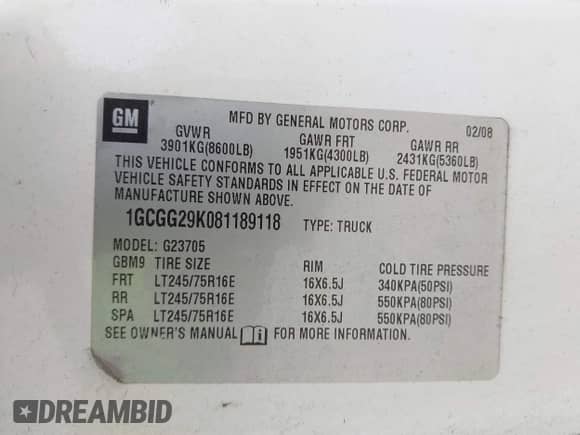 GM
MFD BY GENERAL MOTORS CORP. 02/08
GVWR GAWR FRT GAWR RR
3901KG(8600LB) 1951KG(4300LB) 2431KG(5360LB)
THIS VEHICLE CONFORMS TO ALL APPLICABLE U.S. FEDERAL MOTOR
VEHICLE SAFETY STANDARDS IN EFFECT ON THE DATE OF
MANUFACTURE SHOWN ABOVE.
1GCGG29K081189118 TYPE: TRUCK
MODEL: G23705
GBM9 TIRE SIZE RIM COLD TIRE PRESSURE
FRT LT245/75R16E 16X6.5J 340KPA(50PSI)
RR LT245/75R16E 16X6.5J 550KPA(80PSI)
SPA LT245/75R16E 16X6.5J 550KPA(80PSI)
SEE OWNER'S MANUAL FOR MORE INFORMATION.
DREAMBID